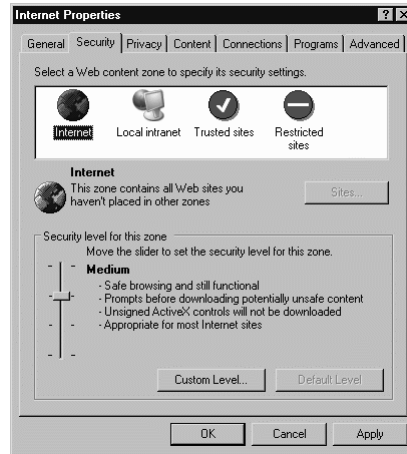 Internet Properties
General Security Privacy Content Connections Programs Advanced
Select a Web content zone to specify its security settings.
Internet Local intranet Trusted sites Restricted sites
Internet
This zone contains all Web sites you
haven't placed in other zones
Sites...
Security level for this zone
Move the slider to set the security level for this zone.
Medium
- Safe browsing and still functional
- Prompts before downloading potentially unsafe content
- Unsigned ActiveX controls will not be downloaded
- Appropriate for most Internet sites
Custom Level... Default Level
OK Cancel Apply